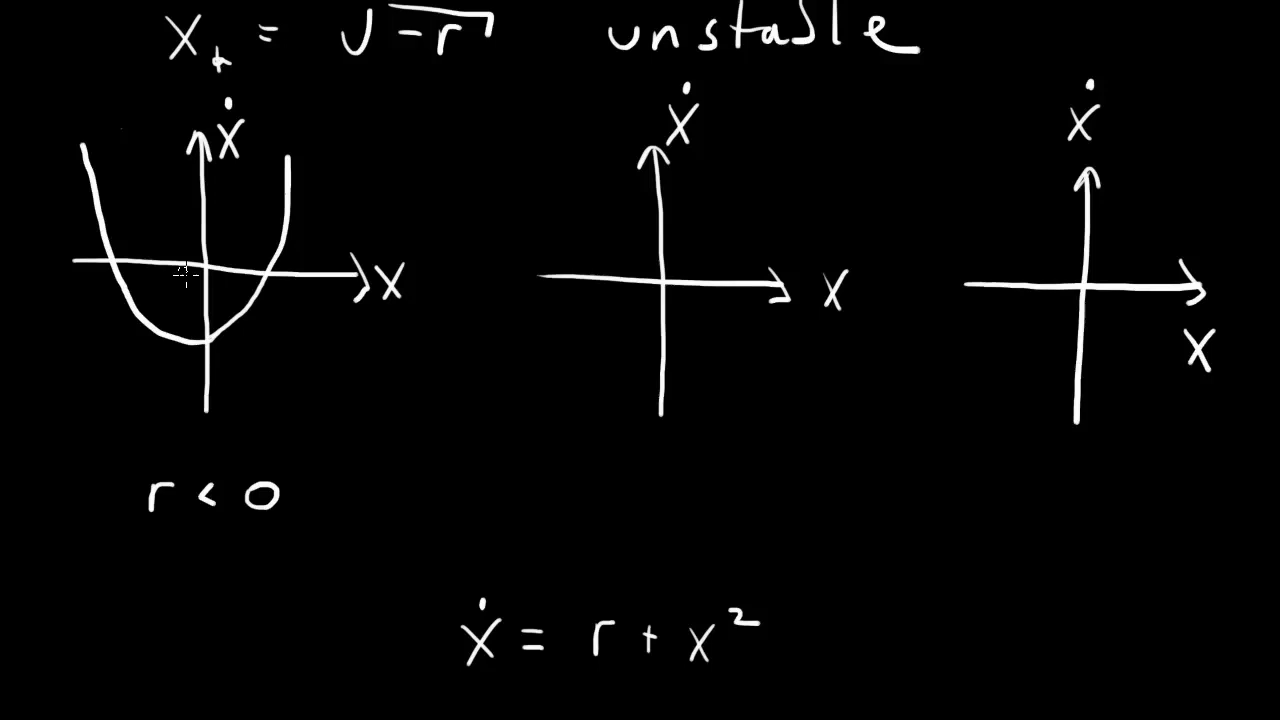 x₊ = √-r unstable
ẋ ẋ ẋ
x x x
r < 0
ẋ = r + x²